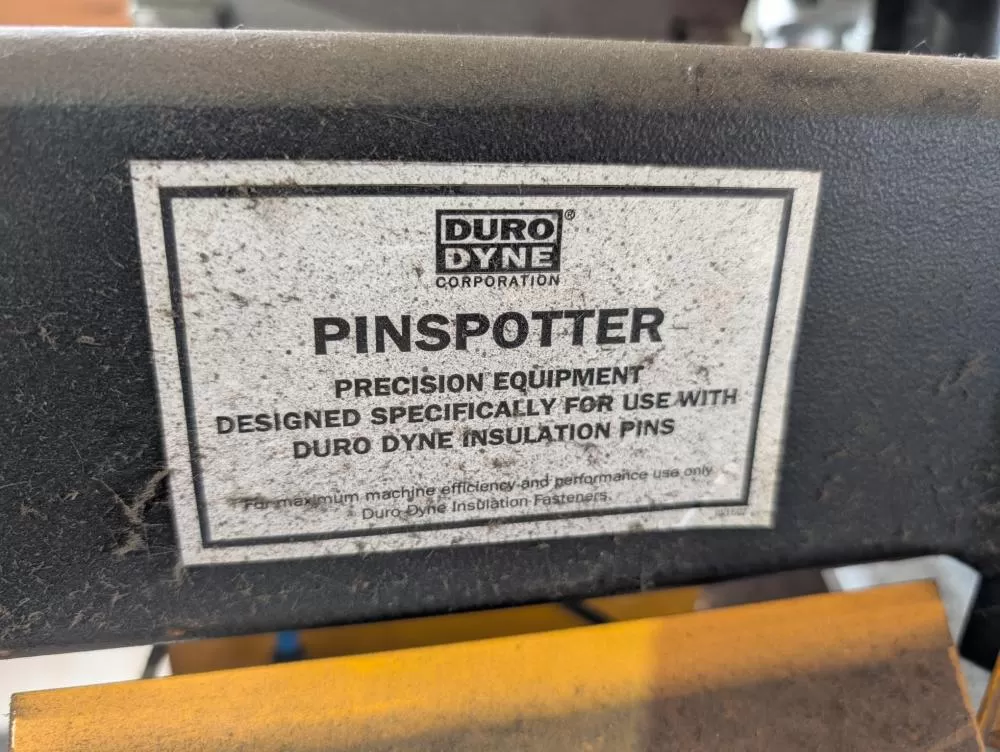 DURO®
DYNE
CORPORATION
PINSPOTTER
PRECISION EQUIPMENT
DESIGNED SPECIFICALLY FOR USE WITH
DURO DYNE INSULATION PINS
For maximum machine efficiency and performance use only
Duro Dyne Insulation Fasteners.